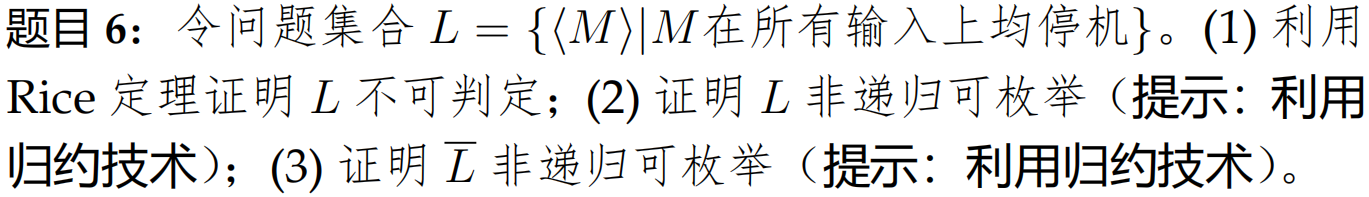 题目 6：令问题集合 L = {⟨M⟩|M在所有输入上均停机}。(1) 利用
Rice 定理证明 L 不可判定；(2) 证明 L 非递归可枚举（提示：利用
归约技术）；(3) 证明 L̅ 非递归可枚举（提示：利用归约技术）。